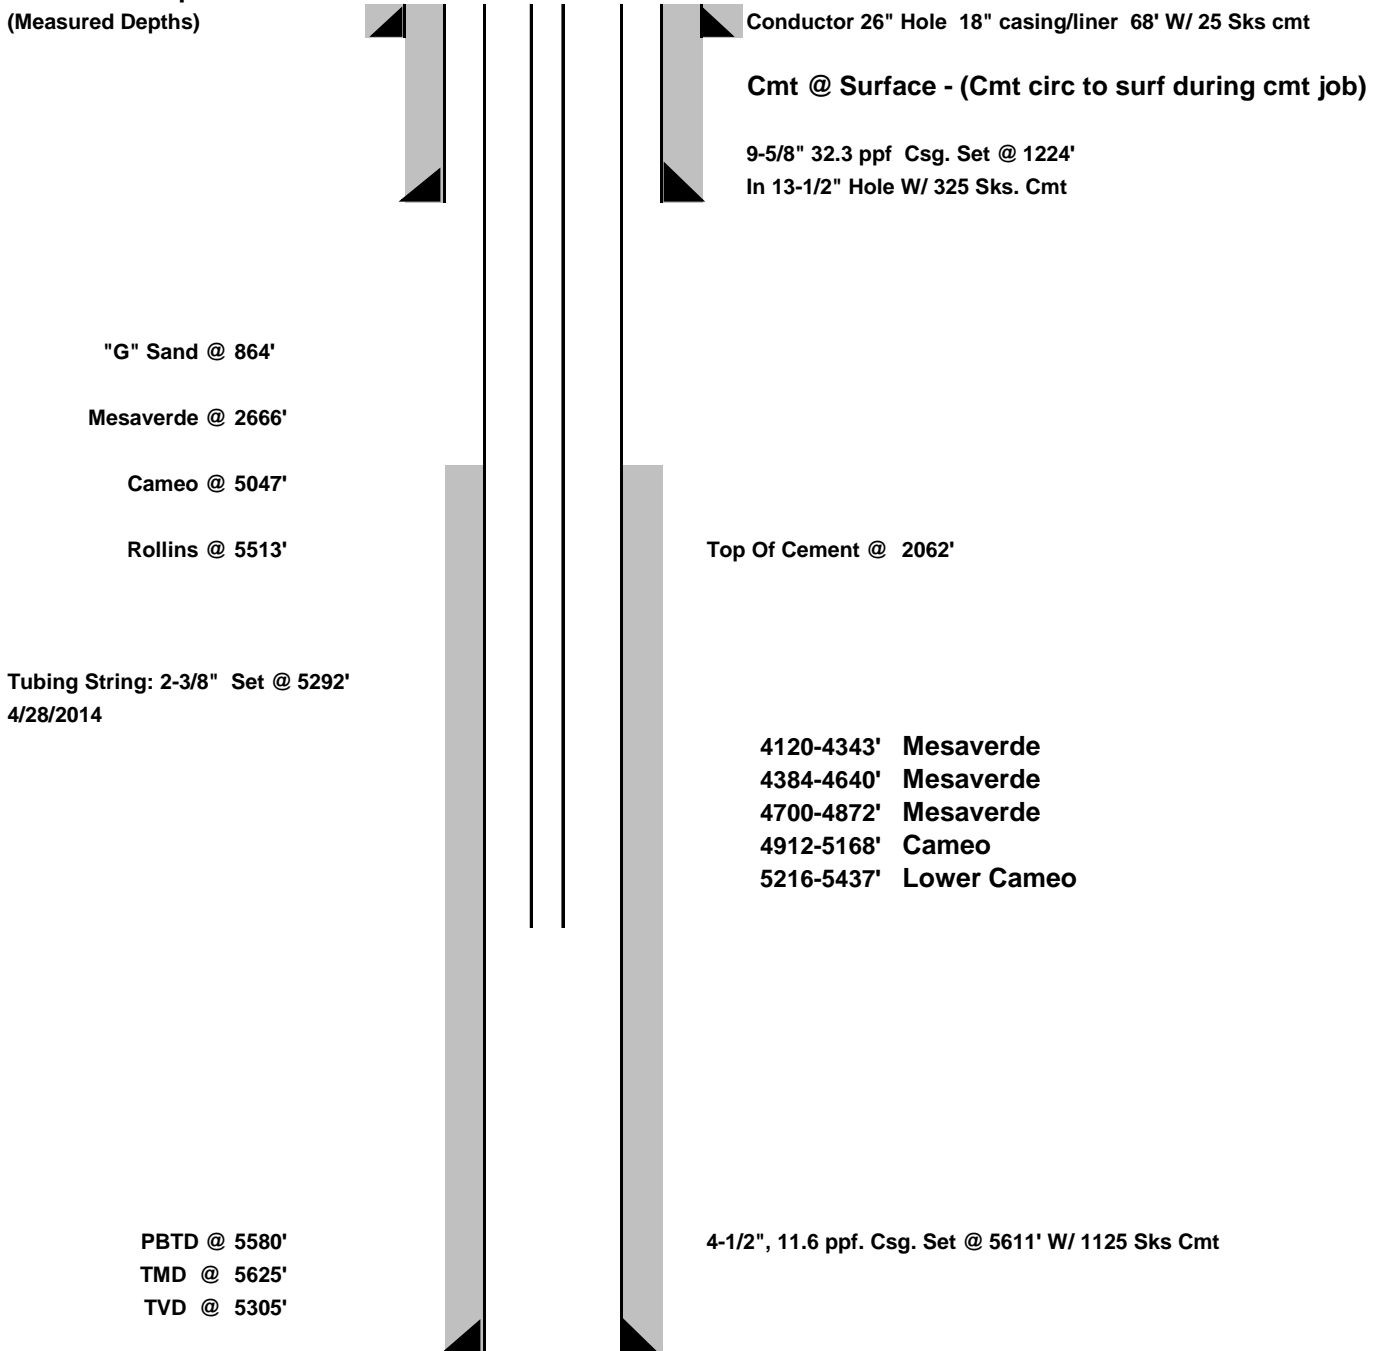 (Measured Depths)
Conductor 26" Hole 18" casing/liner 68' W/ 25 Sks cmt
Cmt @ Surface - (Cmt circ to surf during cmt job)
9-5/8" 32.3 ppf Csg. Set @ 1224'
In 13-1/2" Hole W/ 325 Sks. Cmt
"G" Sand @ 864'
Mesaverde @ 2666'
Cameo @ 5047'
Rollins @ 5513'
Top Of Cement @ 2062'
Tubing String: 2-3/8" Set @ 5292'
4/28/2014
4120-4343' Mesaverde
4384-4640' Mesaverde
4700-4872' Mesaverde
4912-5168' Cameo
5216-5437' Lower Cameo
PBTD @ 5580'
4-1/2", 11.6 ppf. Csg. Set @ 5611' W/ 1125 Sks Cmt
TMD @ 5625'
TVD @ 5305'